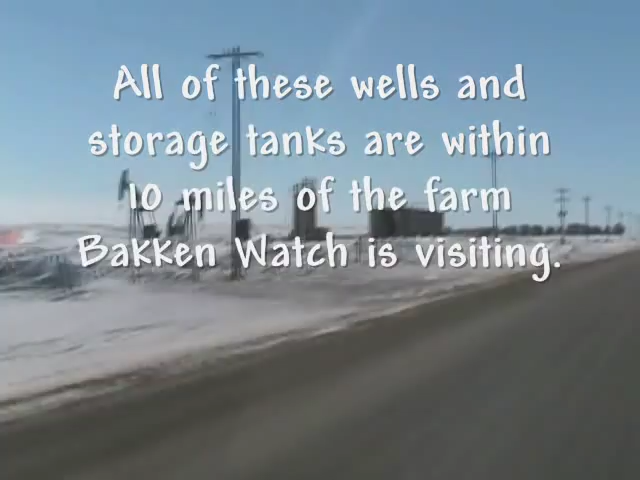 All of these wells and
storage tanks are within
10 miles of the farm
Bakken Watch is visiting.